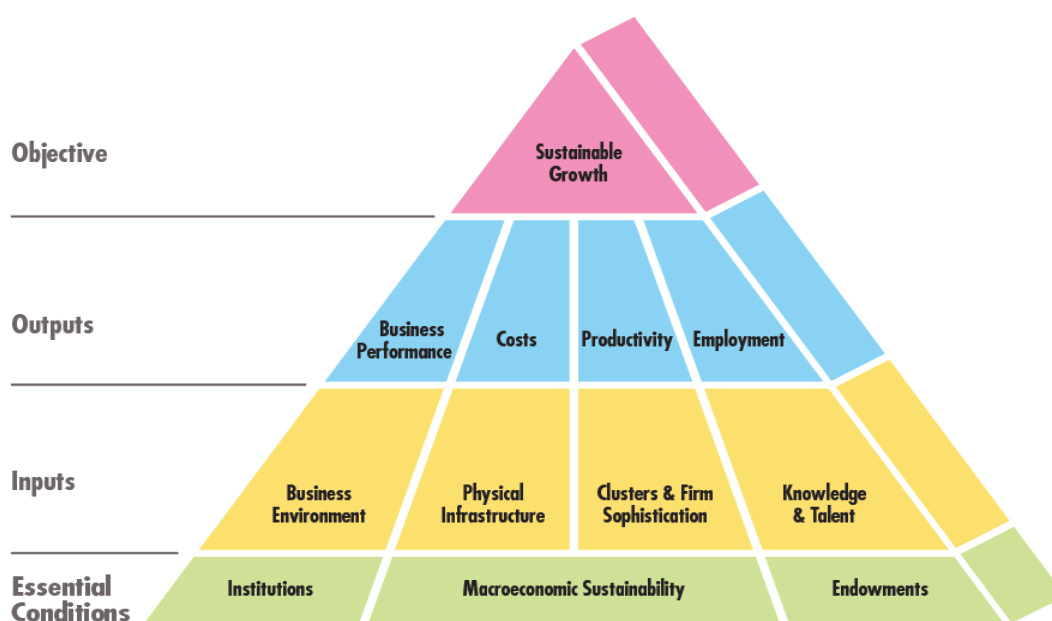 Objective
Sustainable
Growth
Outputs
Business
Performance
Costs
Productivity
Employment
Inputs
Business
Environment
Physical
Infrastructure
Clusters & Firm
Sophistication
Knowledge
& Talent
Essential
Conditions
Institutions
Macroeconomic Sustainability
Endowments